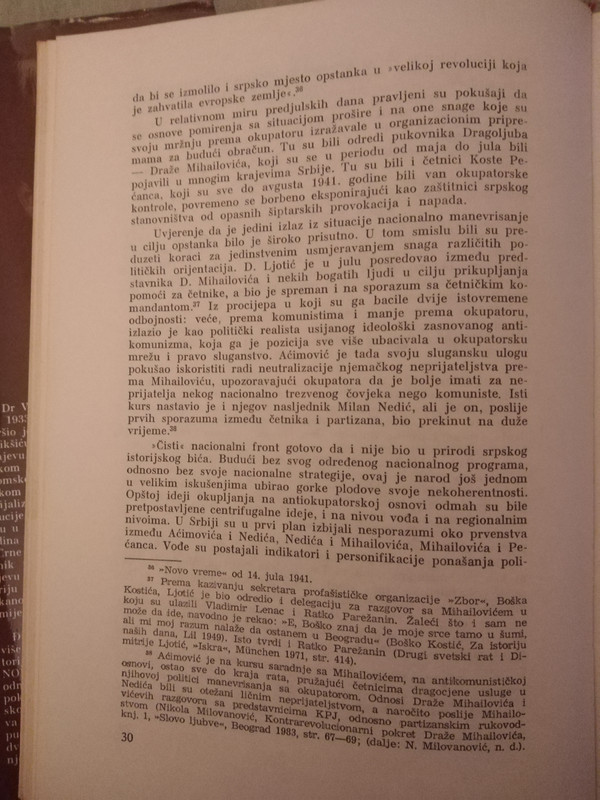 da bi se izmolilo i srpsko mjesto opstanka u »velikoj revoluciji koja
je zahvatila evropske zemlje«.³⁶
U relativnom miru predjulskih dana pravljeni su pokušaji da
se osnove pomirenja sa situacijom prošire i na one snage koje su
svoju mržnju prema okupatoru izražavale u organizacionim pripre-
mama za budući obračun. Tu su bili odredi pukovnika Dragoljuba
— Draže Mihailovića, koji su se u periodu od maja do jula bili
pojavili u mnogim krajevima Srbije. Tu su bili i četnici Koste Pe-
ćanca, koji su sve do avgusta 1941. godine bili van okupatorske
kontrole, povremeno se borbeno eksponirajući kao zaštitnici srpskog
stanovništva od opasnih šiptarskih provokacija i napada.
Uvjerenje da je jedini izlaz iz situacije nacionalno manevrisanje
u cilju opstanka bilo je široko prisutno. U tom smislu bili su pre-
duzeti koraci za jedinstvenim usmjeravanjem snaga različitih po-
litičkih orijentacija. D. Ljotić je u julu posredovao između pred-
stavnika D. Mihailovića i nekih bogatih ljudi u cilju prikupljanja
pomoći za četnike, a bio je spreman i na sporazum sa četničkim ko-
mandantom.³⁷ Iz procijepa u koji su ga bacile dvije istovremene
odbojnosti: veće, prema komunistima i manje prema okupatoru,
izlazio je kao politički realista usijanog ideološki zasnovanog anti-
komunizma, koja ga je pozicija sve više ubacivala u okupatorsku
mrežu i pravo sluganstvo. Aćimović je tada svoju slugansku ulogu
pokušao iskoristiti radi neutralizacije njemačkog neprijateljstva pre-
ma Mihailoviću, upozoravajući okupatora da je bolje imati za ne-
prijatelja nekog nacionalno trezvenog čovjeka nego komuniste. Isti
kurs nastavio je i njegov nasljednik Milan Nedić, ali je on, poslije
prvih sporazuma između četnika i partizana, bio prekinut na duže
vrijeme.³⁸
»Čisti« nacionalni front gotovo da i nije bio u prirodi srpskog
istorijskog bića. Budući bez svog određenog nacionalnog programa,
odnosno bez svoje nacionalne strategije, ovaj je narod još jednom
u velikim iskušenjima ubirao gorke plodove svoje nekoherentnosti.
Opštoj ideji okupljanja na antiokupatorskoj osnovi odmah su bile
pretpostavljene centrifugalne ideje, i na nivou vođa i na regionalnim
nivoima. U Srbiji su u prvi plan izbijali nesporazumi oko prvenstva
između Aćimovića i Nedića, Nedića i Mihailovića, Mihailovića i Pe-
ćanca. Vođe su postajali indikatori i personifikacije ponašanja poli-
³⁶ »Novo vreme« od 14. jula 1941.
³⁷ Prema kazivanju sekretara profašističke organizacije »Zbor«, Boška
Kostića, Ljotić je bio odredio i delegaciju za razgovor sa Mihailovićem u
koju su ulazili Vladimir Lenac i Ratko Parežanin. Žaleći što i sam ne
može da ide, navodno je rekao: »E, Boško znaj da je moje srce tamo u šumi,
ali mi moj razum nalaže da ostanem u Beogradu« (Boško Kostić, Za istoriju
naših dana, Lil 1949). Isto tvrdi i Ratko Parežanin (Drugi svetski rat i Di-
mitrije Ljotić, »Iskra«, München 1971, str. 414).
³⁸ Aćimović je na kursu saradnje sa Mihailovićem, na antikomunističkoj
osnovi, ostao sve do kraja rata, pružajući četnicima dragocjene usluge u
njihovoj politici manevrisanja sa okupatorom. Odnosi Draže Mihailovića i
Nedića bili su otežani ličnim neprijateljstvom, a naročito poslije Mihailo-
vićevih razgovora sa predstavnicima KPJ, odnosno partizanskim rukovod-
stvom (Nikola Milovanović, Kontrarevolucionarni pokret Draže Mihailovića,
knj. 1, »Slovo ljubve«, Beograd 1983, str. 67—69; (dalje: N. Milovanović, n. d.).
30